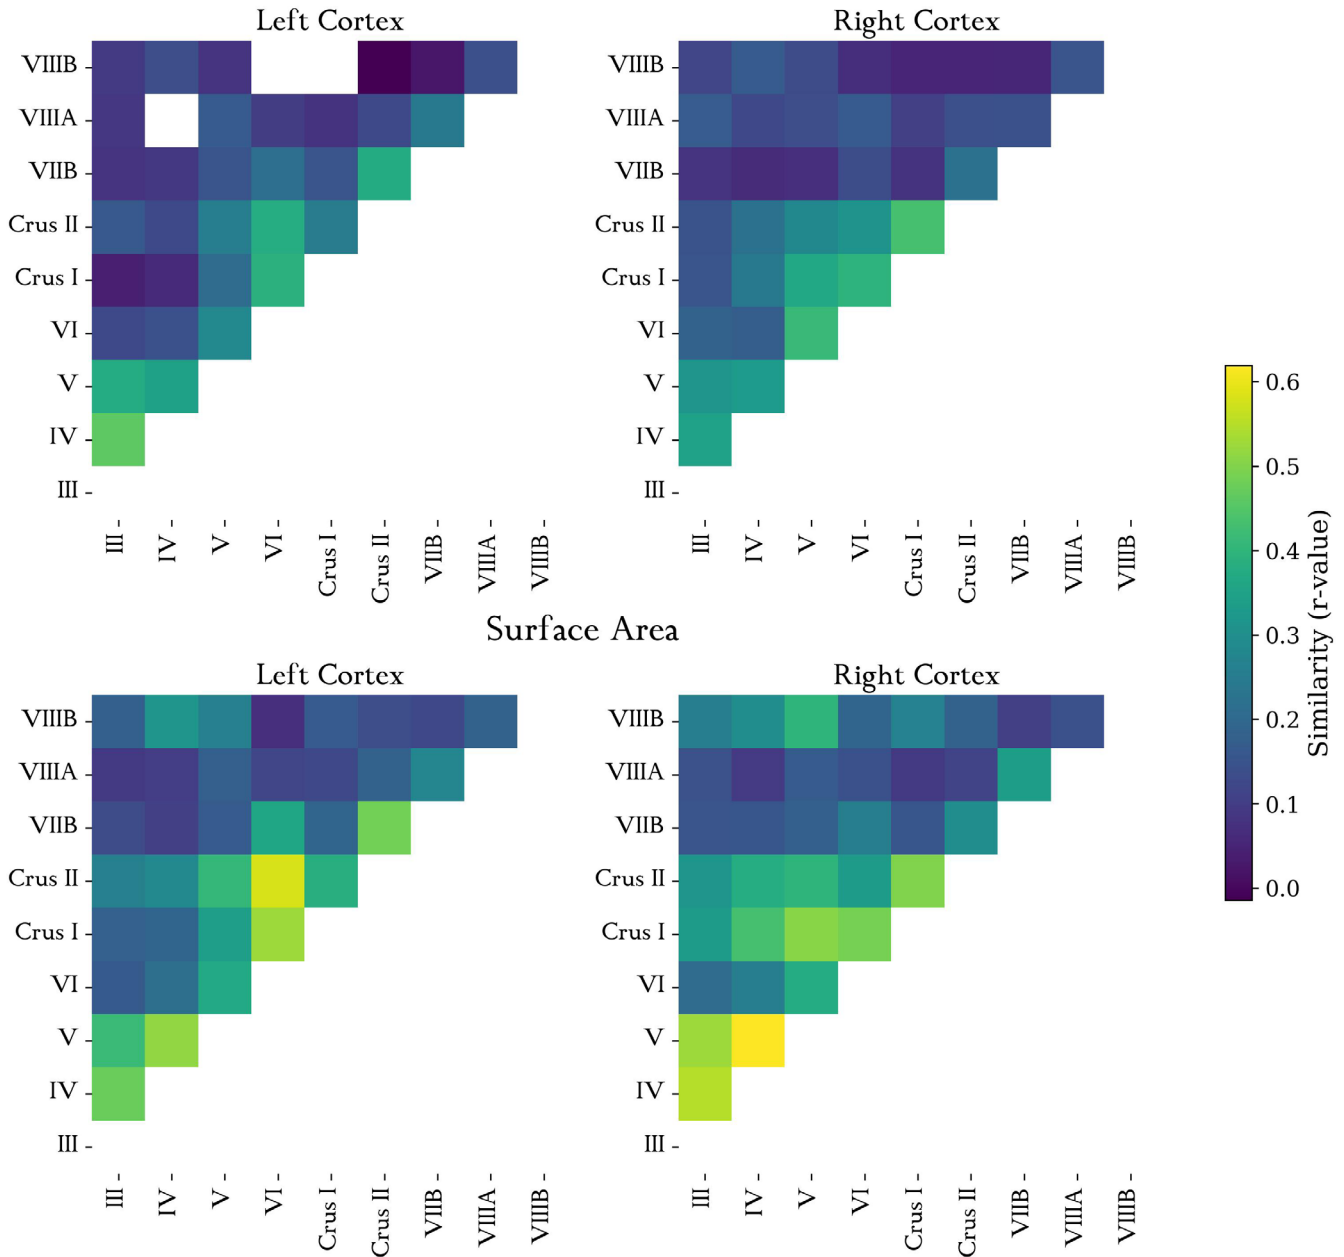 Left Cortex
Right Cortex
VIIIB
VIIIA
VIIB
Crus II
Crus I
VI
V
IV
III
III
IV
V
VI
Crus I
Crus II
VIIB
VIIIA
VIIIB
VIIIB
VIIIA
VIIB
Crus II
Crus I
VI
V
IV
III
III
IV
V
VI
Crus I
Crus II
VIIB
VIIIA
VIIIB
Surface Area
Left Cortex
Right Cortex
VIIIB
VIIIA
VIIB
Crus II
Crus I
VI
V
IV
III
III
IV
V
VI
Crus I
Crus II
VIIB
VIIIA
VIIIB
VIIIB
VIIIA
VIIB
Crus II
Crus I
VI
V
IV
III
III
IV
V
VI
Crus I
Crus II
VIIB
VIIIA
VIIIB
0.6
0.5
0.4
0.3
0.2
0.1
0.0
Similarity (r-value)